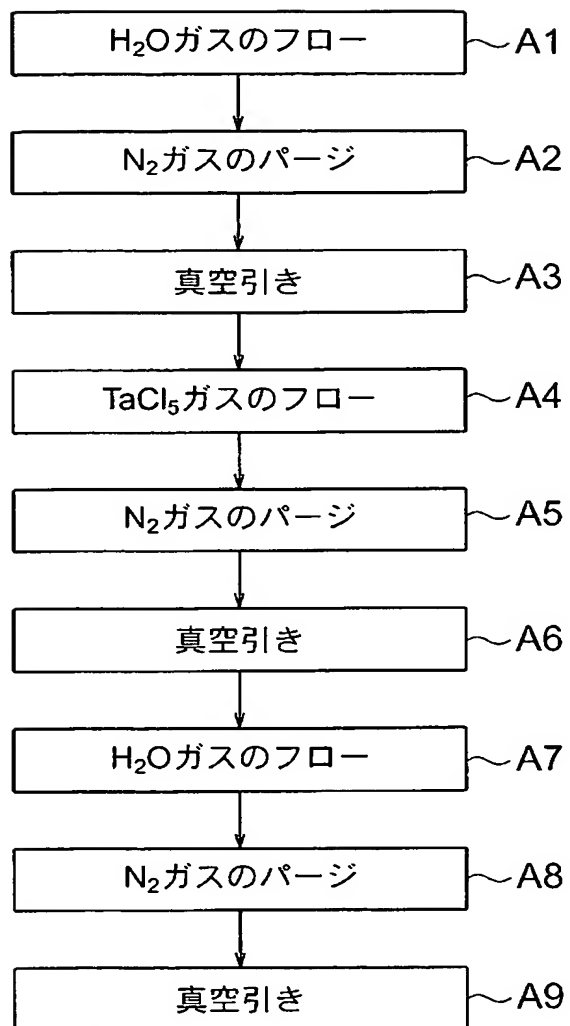 H₂Oガスのフロー A1
N₂ガスのパージ A2
真空引き A3
TaCl₅ガスのフロー A4
N₂ガスのパージ A5
真空引き A6
H₂Oガスのフロー A7
N₂ガスのパージ A8
真空引き A9